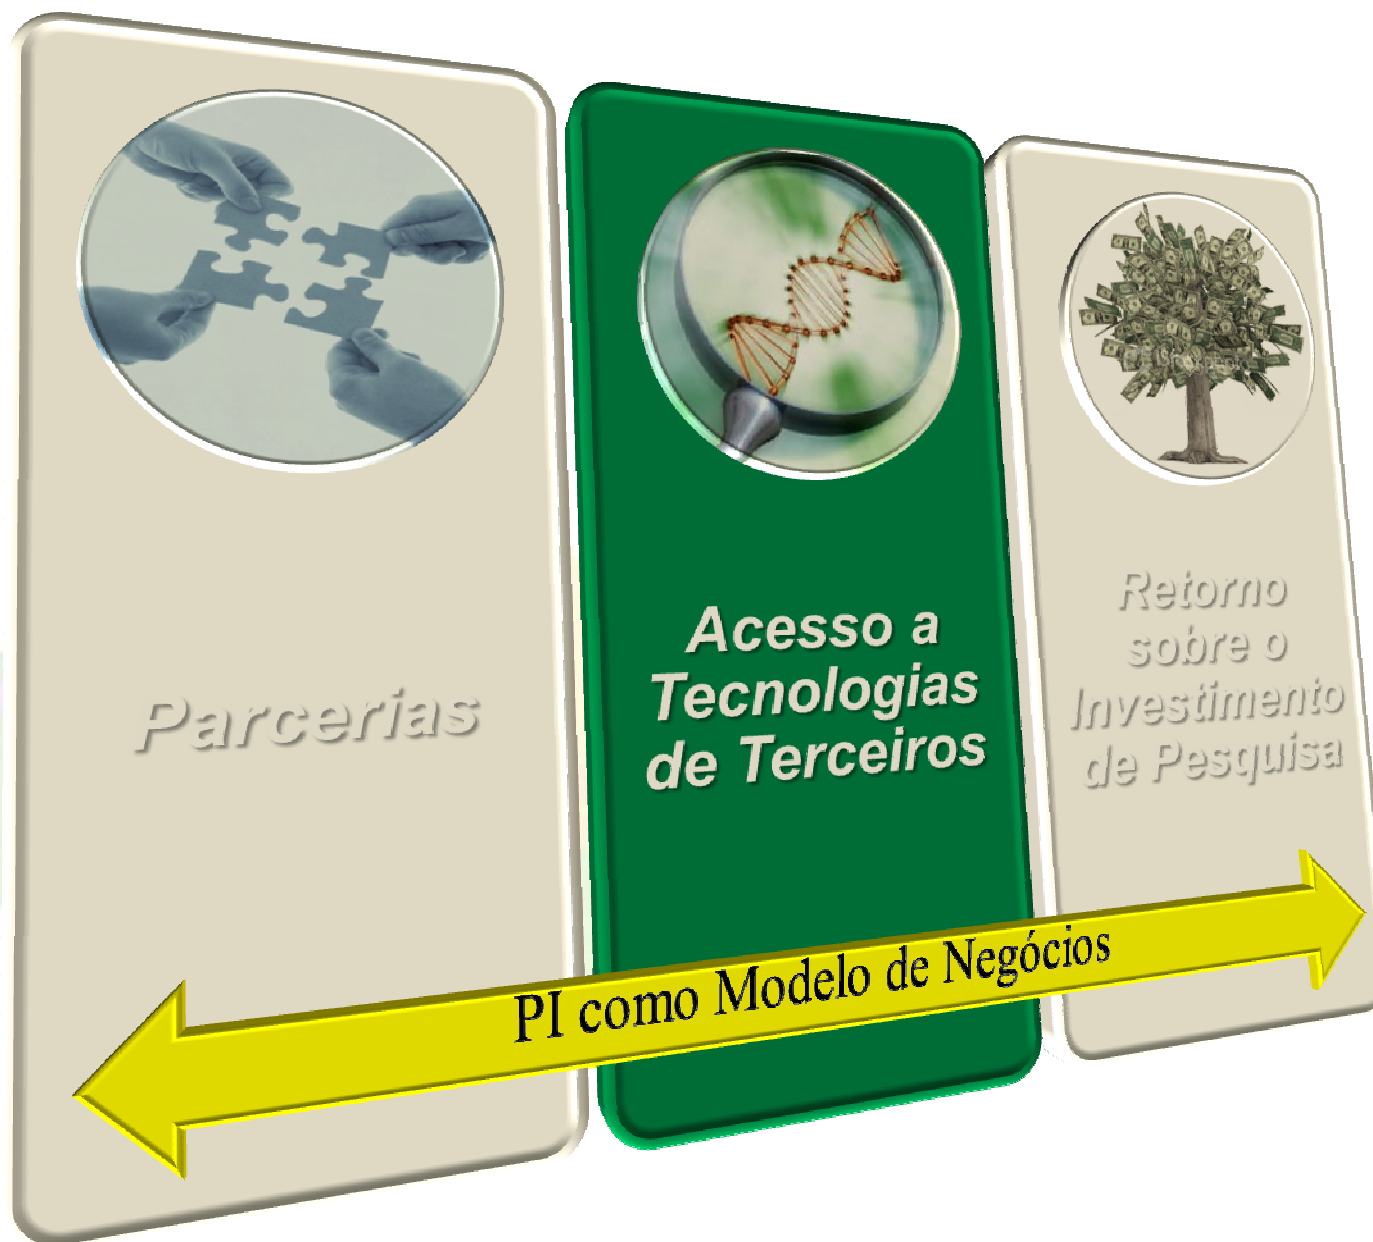 Parcerias
Acesso a
Tecnologias
de Terceiros
Retorno
sobre o
Investimento
de Pesquisa
PI como Modelo de Negócios